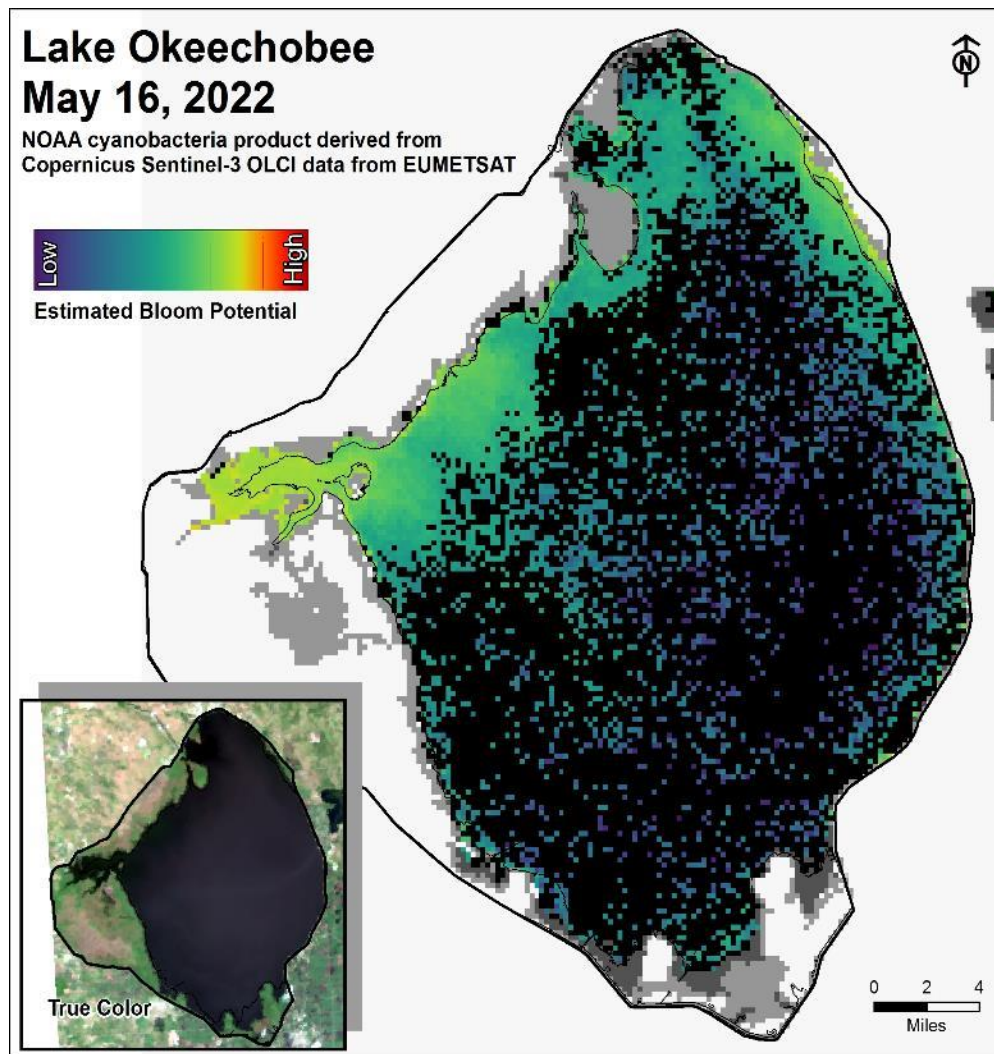 Lake Okeechobee
May 16, 2022
NOAA cyanobacteria product derived from
Copernicus Sentinel-3 OLCI data from EUMETSAT
N
Low
High
Estimated Bloom Potential
True Color
0 2 4
Miles